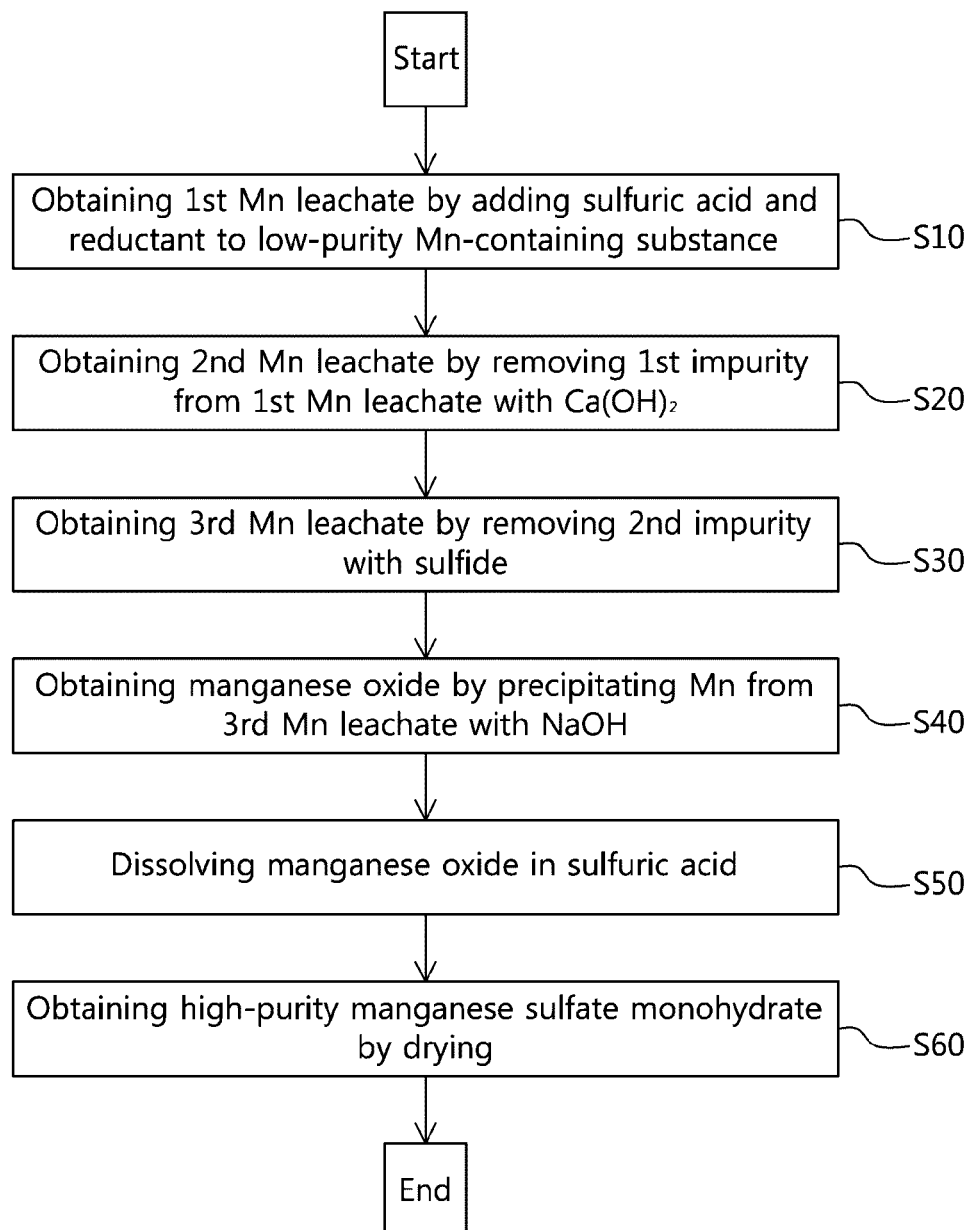 Start
Obtaining 1st Mn leachate by adding sulfuric acid and
reductant to low-purity Mn-containing substance
S10
Obtaining 2nd Mn leachate by removing 1st impurity
from 1st Mn leachate with Ca(OH)₂
S20
Obtaining 3rd Mn leachate by removing 2nd impurity
with sulfide
S30
Obtaining manganese oxide by precipitating Mn from
3rd Mn leachate with NaOH
S40
Dissolving manganese oxide in sulfuric acid
S50
Obtaining high-purity manganese sulfate monohydrate
by drying
S60
End